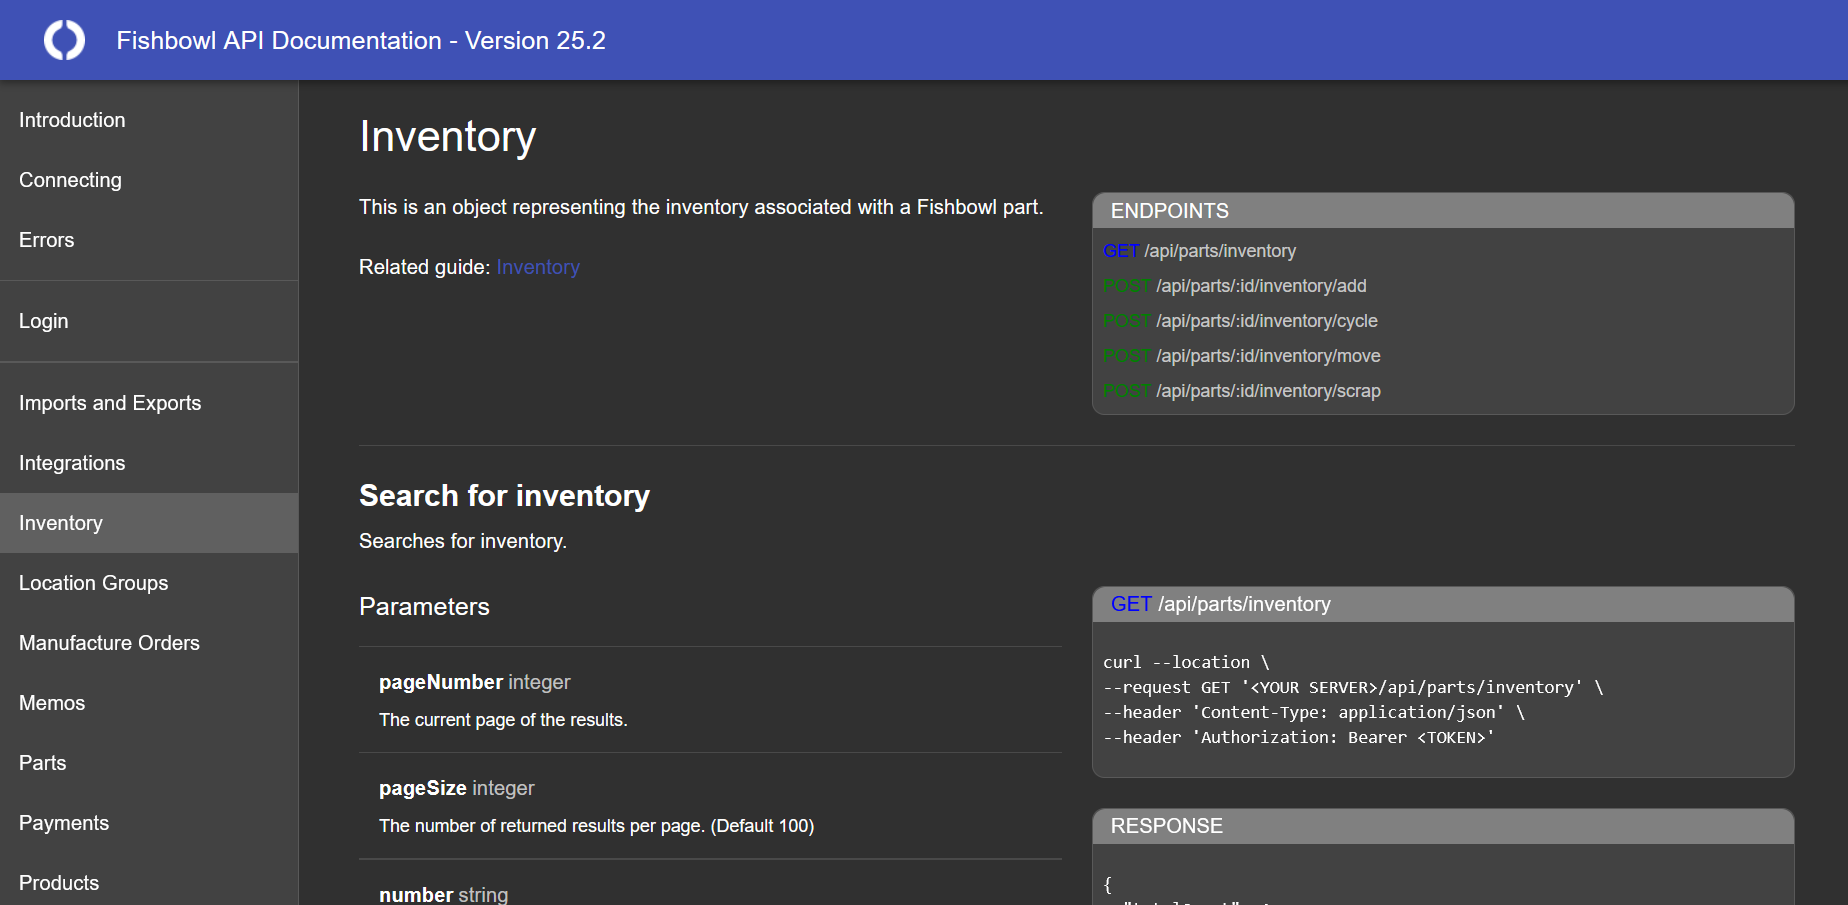 Fishbowl API Documentation - Version 25.2
Introduction
Connecting
Errors
Login
Imports and Exports
Integrations
Inventory
Location Groups
Manufacture Orders
Memos
Parts
Payments
Products
Inventory
This is an object representing the inventory associated with a Fishbowl part.
Related guide: Inventory
ENDPOINTS
GET /api/parts/inventory
POST /api/parts/:id/inventory/add
POST /api/parts/:id/inventory/cycle
POST /api/parts/:id/inventory/move
POST /api/parts/:id/inventory/scrap
Search for inventory
Searches for inventory.
Parameters
pageNumber integer
The current page of the results.
pageSize integer
The number of returned results per page. (Default 100)
number string
GET /api/parts/inventory
curl --location \
--request GET '<YOUR SERVER>/api/parts/inventory' \
--header 'Content-Type: application/json' \
--header 'Authorization: Bearer <TOKEN>'
RESPONSE
{